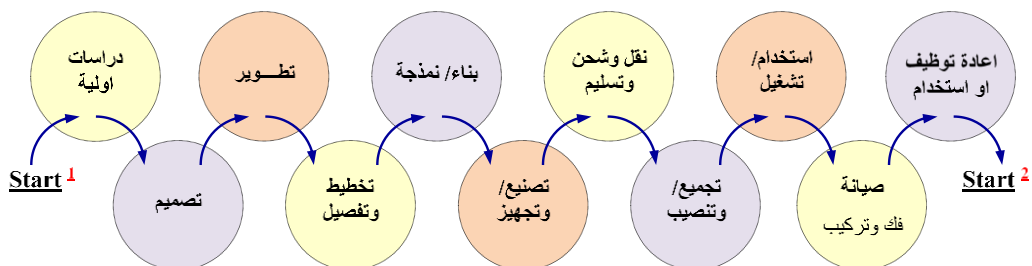 Start 1
دراسات
اولية
تصميم
تطـــوير
تخطيط
وتفصيل
بناء/ نمذجة
تصنيع/
وتجهيز
نقل وشحن
وتسليم
تجميع/
وتنصيب
استخدام/
تشغيل
صيانة
فك وتركيب
اعادة توظيف
او استخدام
Start 2